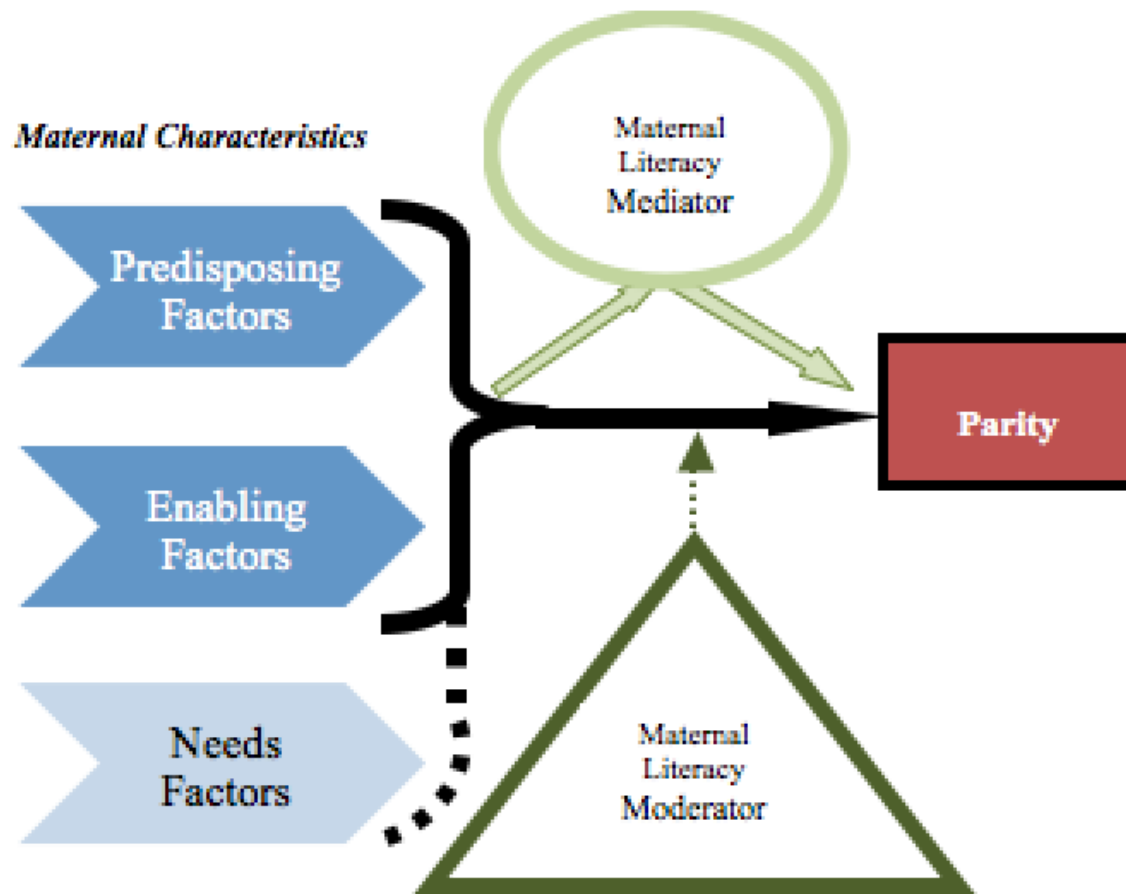 Maternal Characteristics
Predisposing
Factors
Enabling
Factors
Needs
Factors
Maternal
Literacy
Mediator
Parity
Maternal
Literacy
Moderator